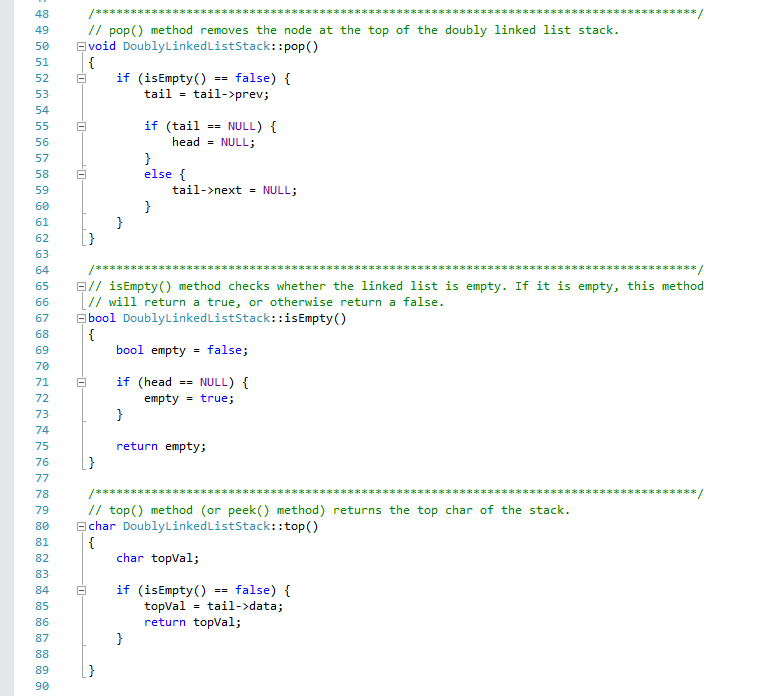 48 /**************************************************************************************/
49 // pop() method removes the node at the top of the doubly linked list stack.
50 void DoublyLinkedListStack::pop()
51 {
52 if (isEmpty() == false) {
53 tail = tail->prev;
54
55 if (tail == NULL) {
56 head = NULL;
57 }
58 else {
59 tail->next = NULL;
60 }
61 }
62 }
63
64 /**************************************************************************************/
65 // isEmpty() method checks whether the linked list is empty. If it is empty, this method
66 // will return a true, or otherwise return a false.
67 bool DoublyLinkedListStack::isEmpty()
68 {
69 bool empty = false;
70
71 if (head == NULL) {
72 empty = true;
73 }
74
75 return empty;
76 }
77
78 /**************************************************************************************/
79 // top() method (or peek() method) returns the top char of the stack.
80 char DoublyLinkedListStack::top()
81 {
82 char topVal;
83
84 if (isEmpty() == false) {
85 topVal = tail->data;
86 return topVal;
87 }
88
89 }
90